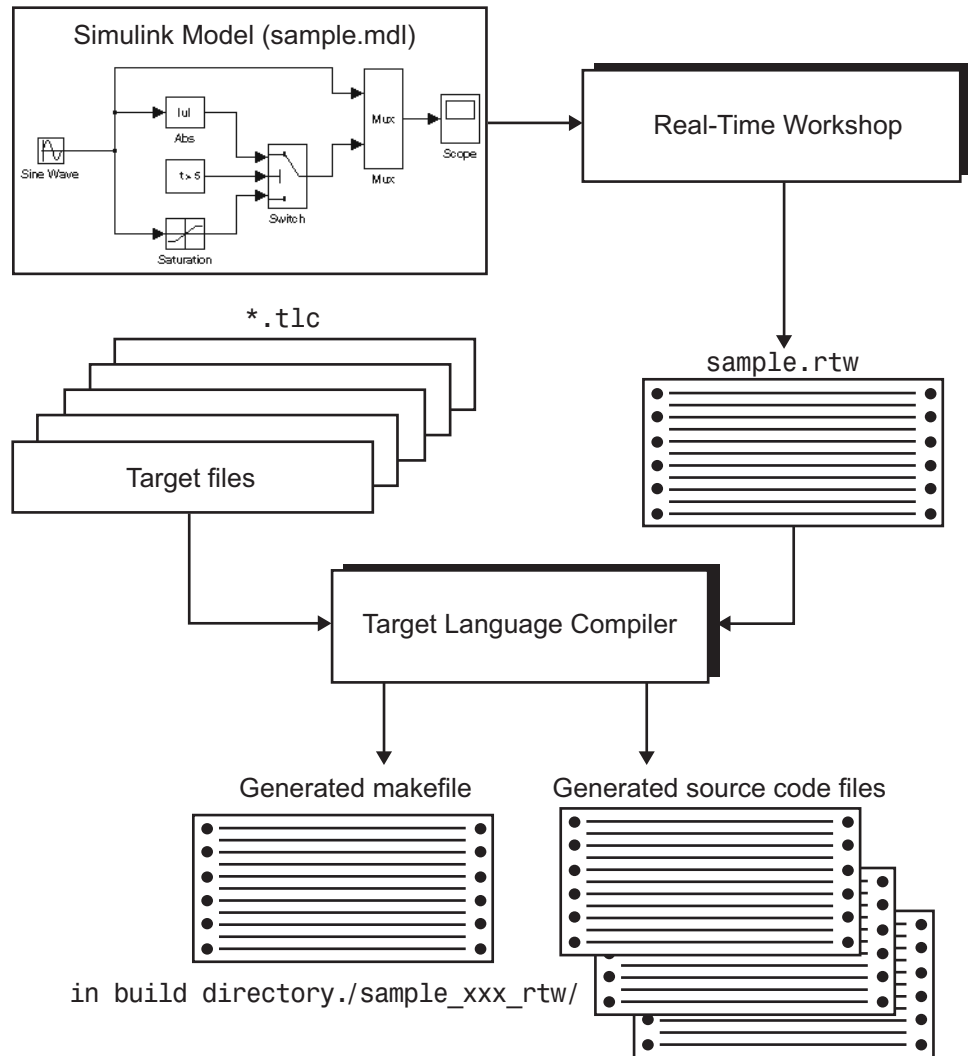 Simulink Model (sample.mdl)
|u|
Abs
Sine Wave
t > 5
Switch
Saturation
Mux
Mux
Scope
Real-Time Workshop
*.tlc
Target files
sample.rtw
Target Language Compiler
Generated makefile
Generated source code files
in build directory./sample_xxx_rtw/